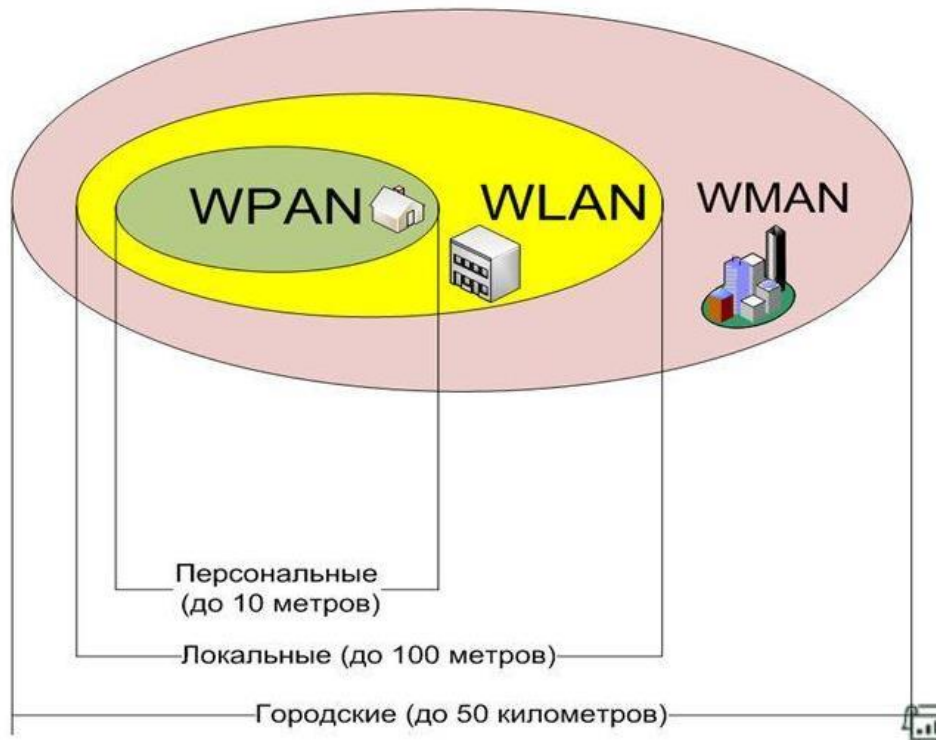 WPAN
WLAN
WMAN
Персональные
(до 10 метров)
Локальные (до 100 метров)
Городские (до 50 километров)